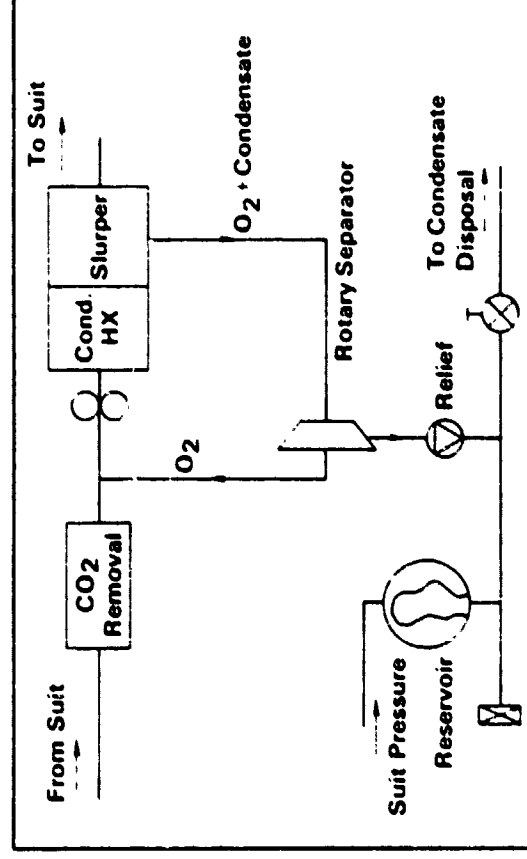 From Suit
CO2
Removal
O2
Cond.
HX
Slurper
To Suit
O2 + Condensate
Rotary Separator
Suit Pressure
Reservoir
Relief
To Condensate
Disposal